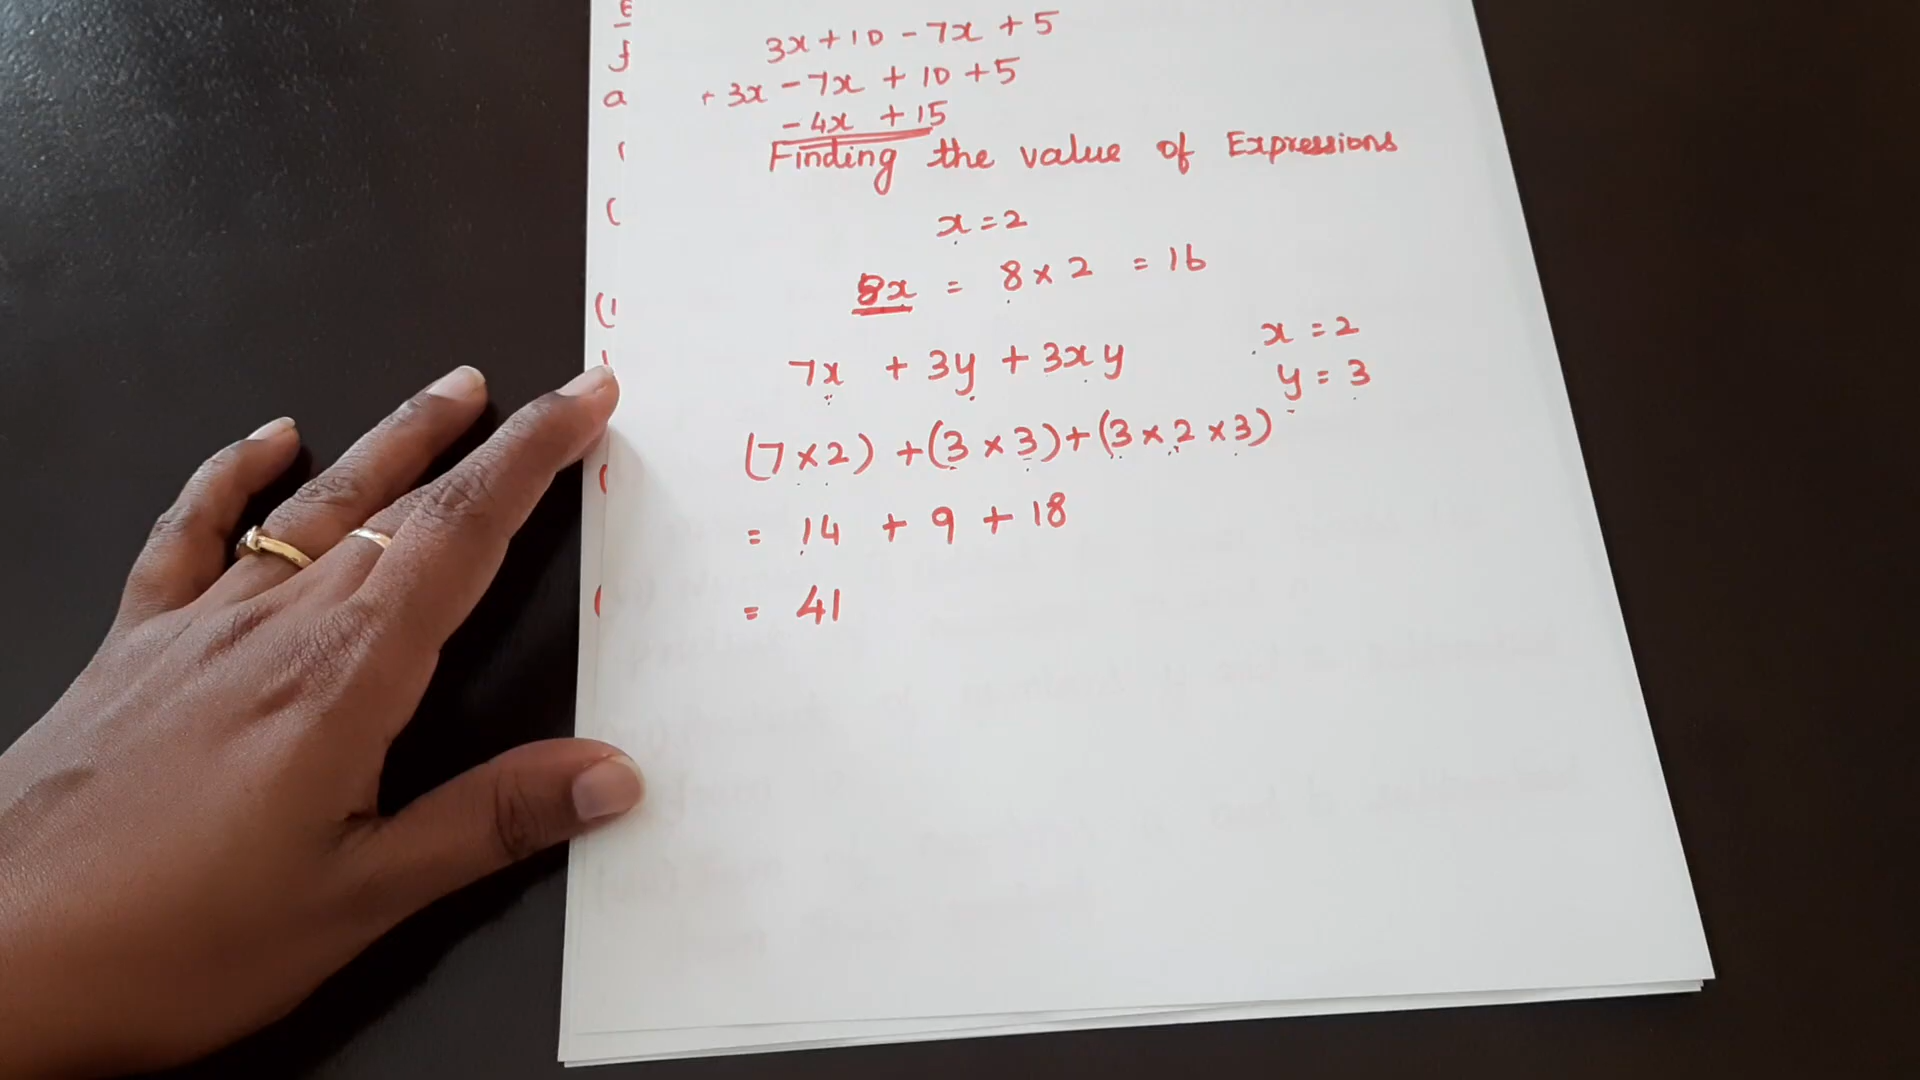 3x + 10 - 7x + 5
+ 3x - 7x + 10 + 5
- 4x + 15
Finding the value of Expressions
x = 2
8x = 8 × 2 = 16
7x + 3y + 3xy
x = 2
y = 3
(7 × 2) + (3 × 3) + (3 × 2 × 3)
= 14 + 9 + 18
= 41